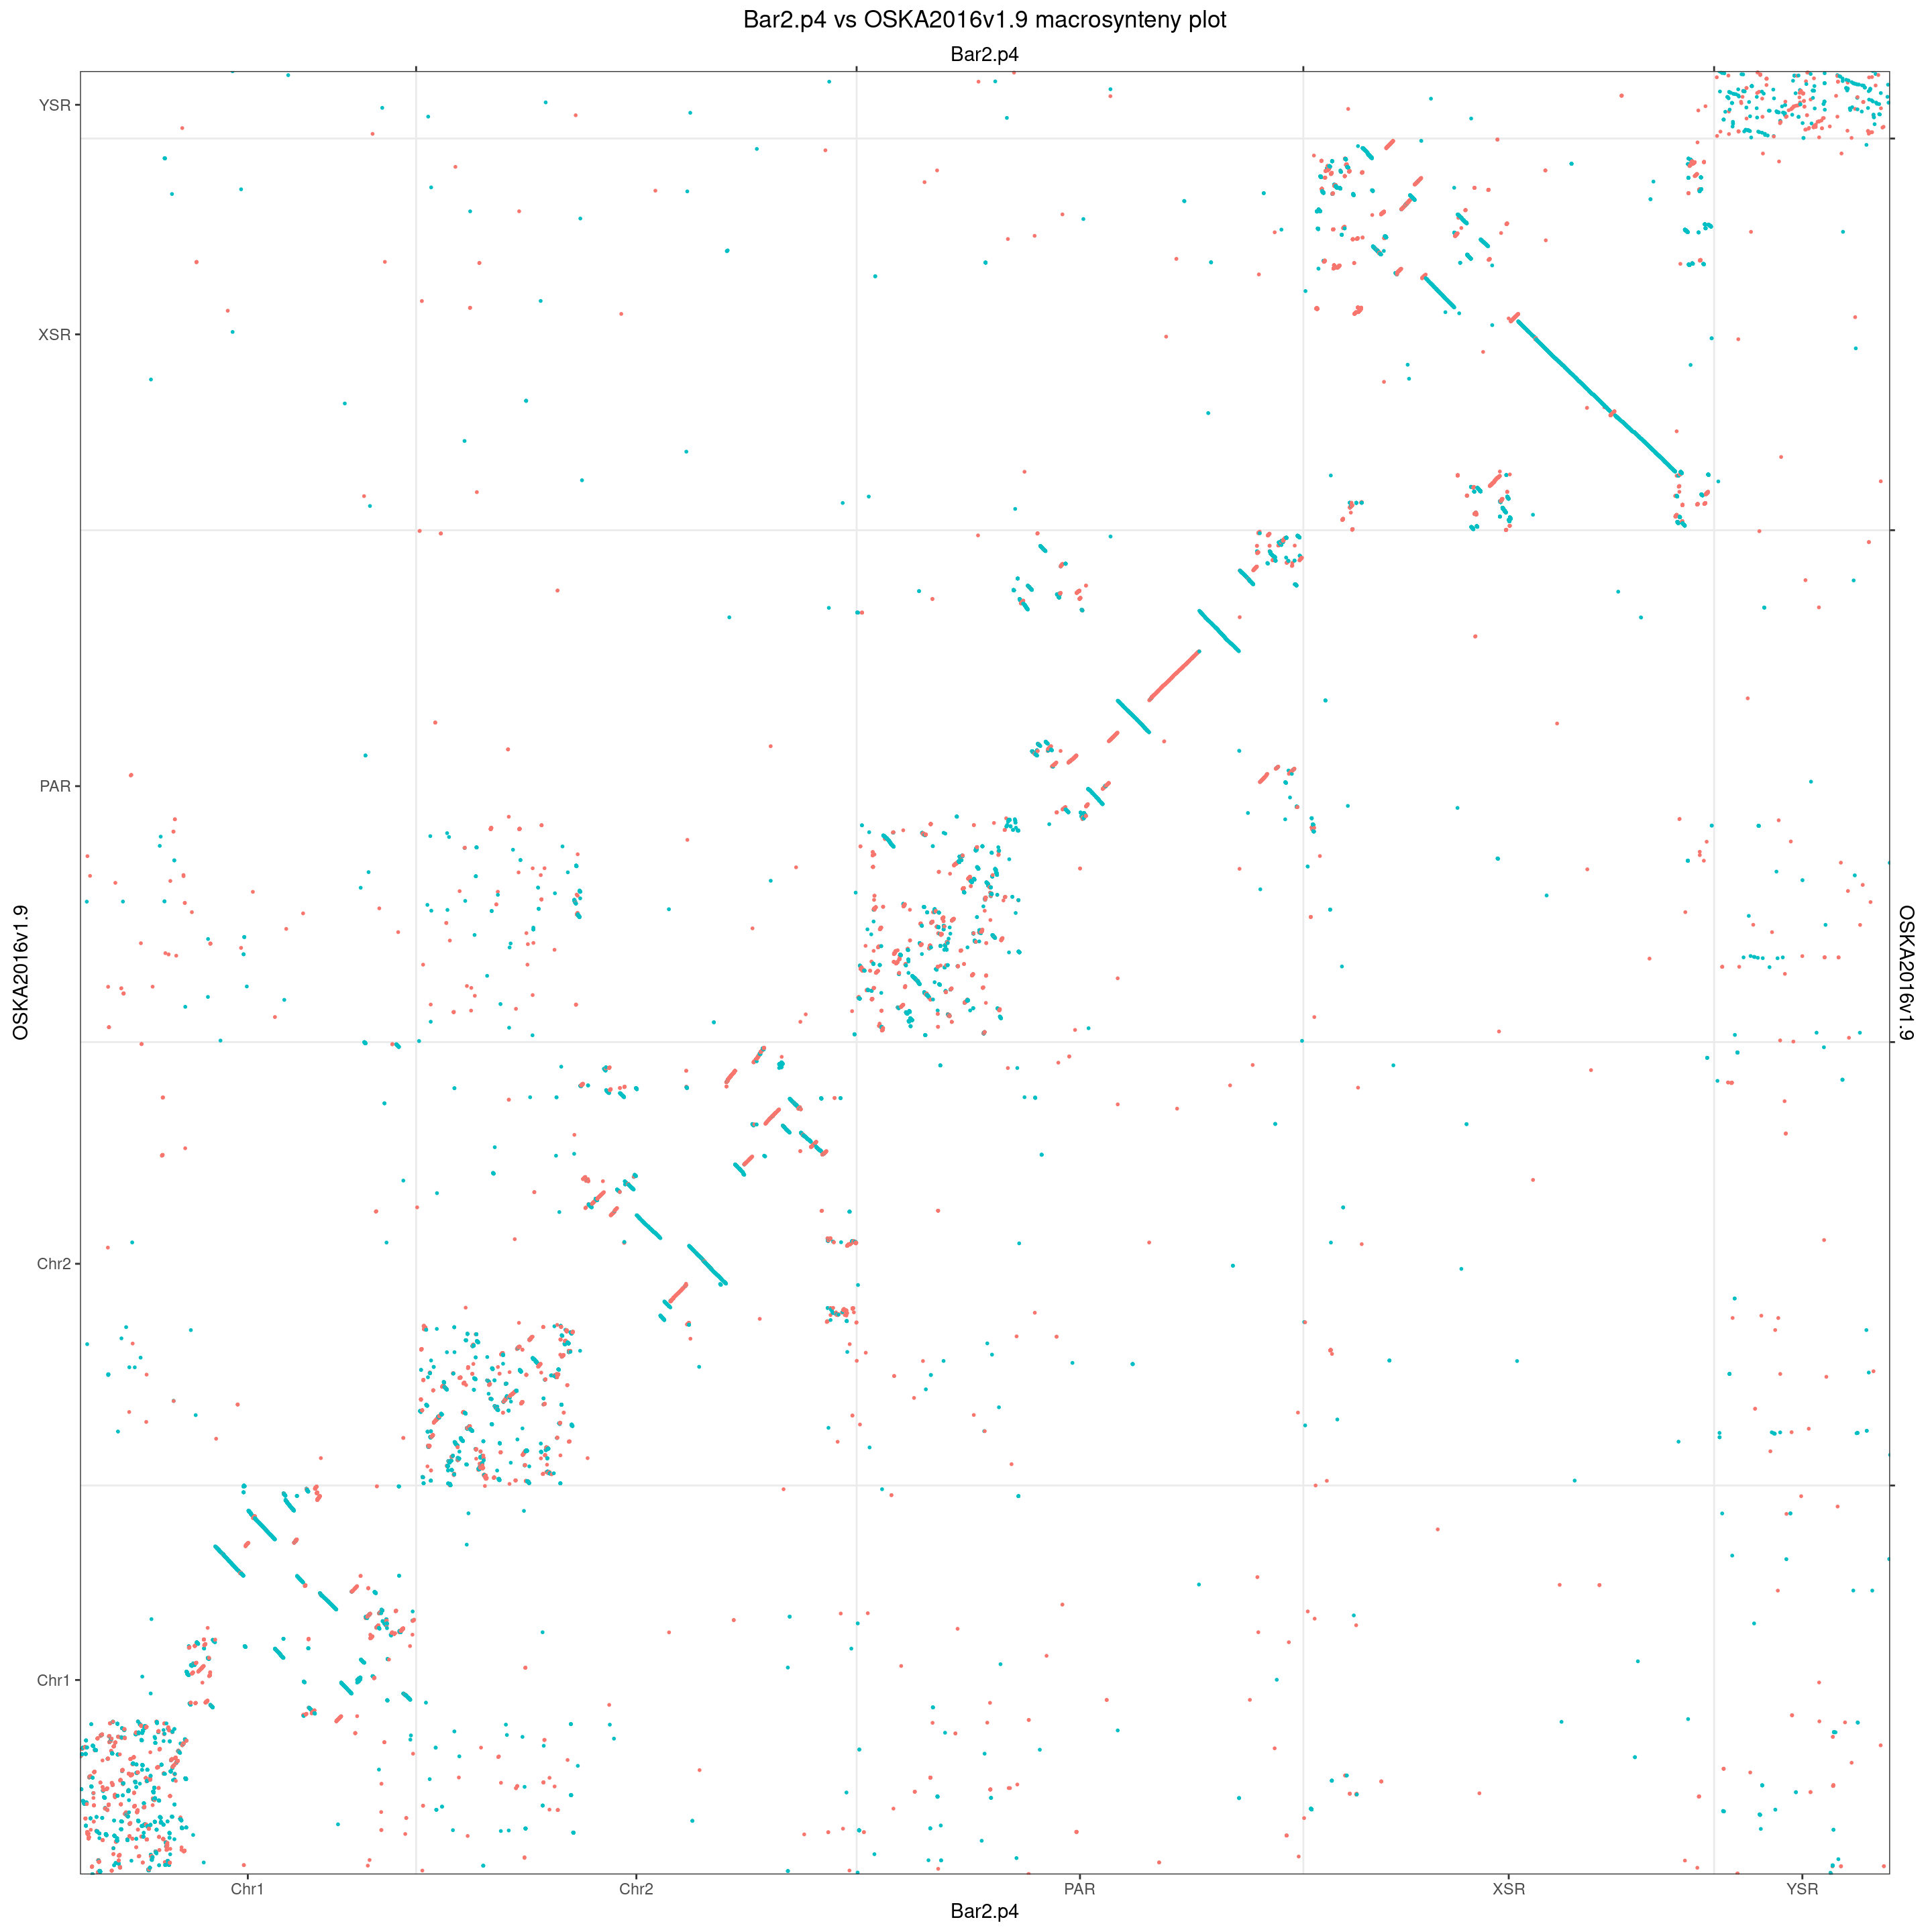 Bar2.p4 vs OSKA2016v1.9 macrosynteny plot
Bar2.p4
YSR
XSR
PAR
Chr2
Chr1
OSKA2016v1.9
OSKA2016v1.9
Chr1
Chr2
PAR
XSR
YSR
Bar2.p4